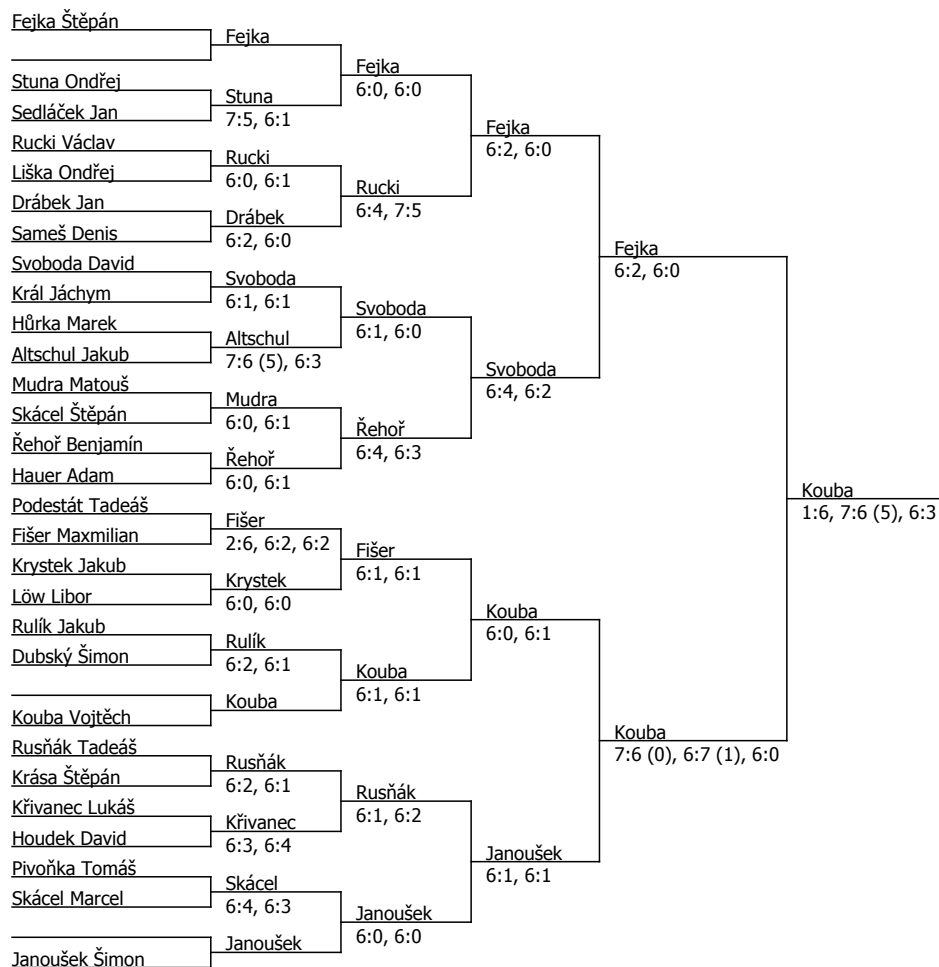 Fejka Štěpán
Fejka
Fejka
6:0, 6:0
Stuna Ondřej
Stuna
7:5, 6:1
Sedláček Jan
Fejka
6:2, 6:0
Rucki Václav
Rucki
6:0, 6:1
Liška Ondřej
Rucki
6:4, 7:5
Drábek Jan
Drábek
6:2, 6:0
Sameš Denis
Fejka
6:2, 6:0
Svoboda David
Svoboda
6:1, 6:1
Král Jáchym
Svoboda
6:1, 6:0
Hůrka Marek
Altschul
7:6 (5), 6:3
Altschul Jakub
Svoboda
6:4, 6:2
Mudra Matouš
Mudra
6:0, 6:1
Skácel Štěpán
Řehoř
6:4, 6:3
Řehoř Benjamín
Řehoř
6:0, 6:1
Hauer Adam
Kouba
1:6, 7:6 (5), 6:3
Podestát Tadeáš
Fišer
2:6, 6:2, 6:2
Fišer Maxmilian
Fišer
6:1, 6:1
Krystek Jakub
Krystek
6:0, 6:0
Löw Libor
Kouba
6:0, 6:1
Rulík Jakub
Rulík
6:2, 6:1
Dubský Šimon
Kouba
6:1, 6:1
Kouba
Kouba Vojtěch
Kouba
7:6 (0), 6:7 (1), 6:0
Rusňák Tadeáš
Rusňák
6:2, 6:1
Krása Štěpán
Rusňák
6:1, 6:2
Křivanec Lukáš
Křivanec
6:3, 6:4
Houdek David
Janoušek
6:1, 6:1
Pivoňka Tomáš
Skácel
6:4, 6:3
Skácel Marcel
Janoušek
6:0, 6:0
Janoušek
Janoušek Šimon